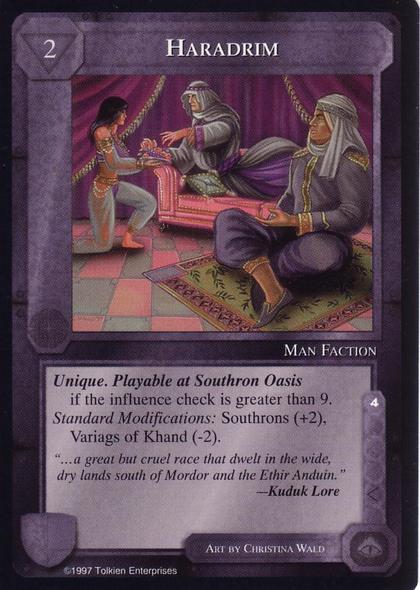 2
HARADRIM
MAN FACTION
Unique. Playable at Southron Oasis
if the influence check is greater than 9.
Standard Modifications: Southrons (+2),
Variags of Khand (-2).
4
“...a great but cruel race that dwelt in the wide,
dry lands south of Mordor and the Ethir Anduin.”
—Kuduk Lore
ART BY CHRISTINA WALD
©1997 Tolkien Enterprises